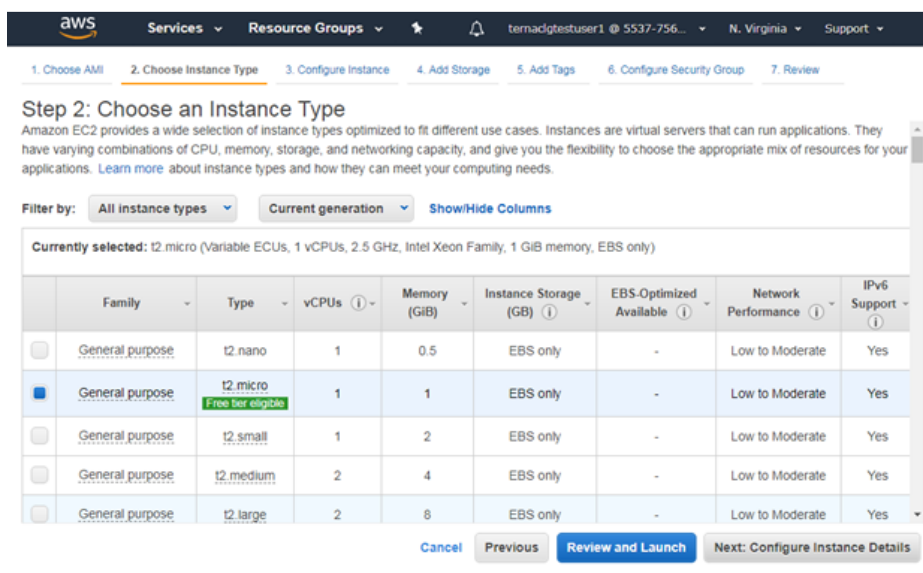 aws Services Resource Groups ternaclgtestuser1 @ 5537-756... N. Virginia Support
1. Choose AMI 2. Choose Instance Type 3. Configure Instance 4. Add Storage 5. Add Tags 6. Configure Security Group 7. Review
Step 2: Choose an Instance Type
Amazon EC2 provides a wide selection of instance types optimized to fit different use cases. Instances are virtual servers that can run applications. They
have varying combinations of CPU, memory, storage, and networking capacity, and give you the flexibility to choose the appropriate mix of resources for your
applications. Learn more about instance types and how they can meet your computing needs.
Filter by: All instance types Current generation Show/Hide Columns
Currently selected: t2.micro (Variable ECUs, 1 vCPUs, 2.5 GHz, Intel Xeon Family, 1 GiB memory, EBS only)
Family Type vCPUs Memory (GiB) Instance Storage (GB) EBS-Optimized Available Network Performance IPv6 Support
General purpose t2.nano 1 0.5 EBS only - Low to Moderate Yes
General purpose t2.micro 1 1 EBS only - Low to Moderate Yes
Free tier eligible
General purpose t2.small 1 2 EBS only - Low to Moderate Yes
General purpose t2.medium 2 4 EBS only - Low to Moderate Yes
General purpose t2.large 2 8 EBS only - Low to Moderate Yes
Cancel Previous Review and Launch Next: Configure Instance Details